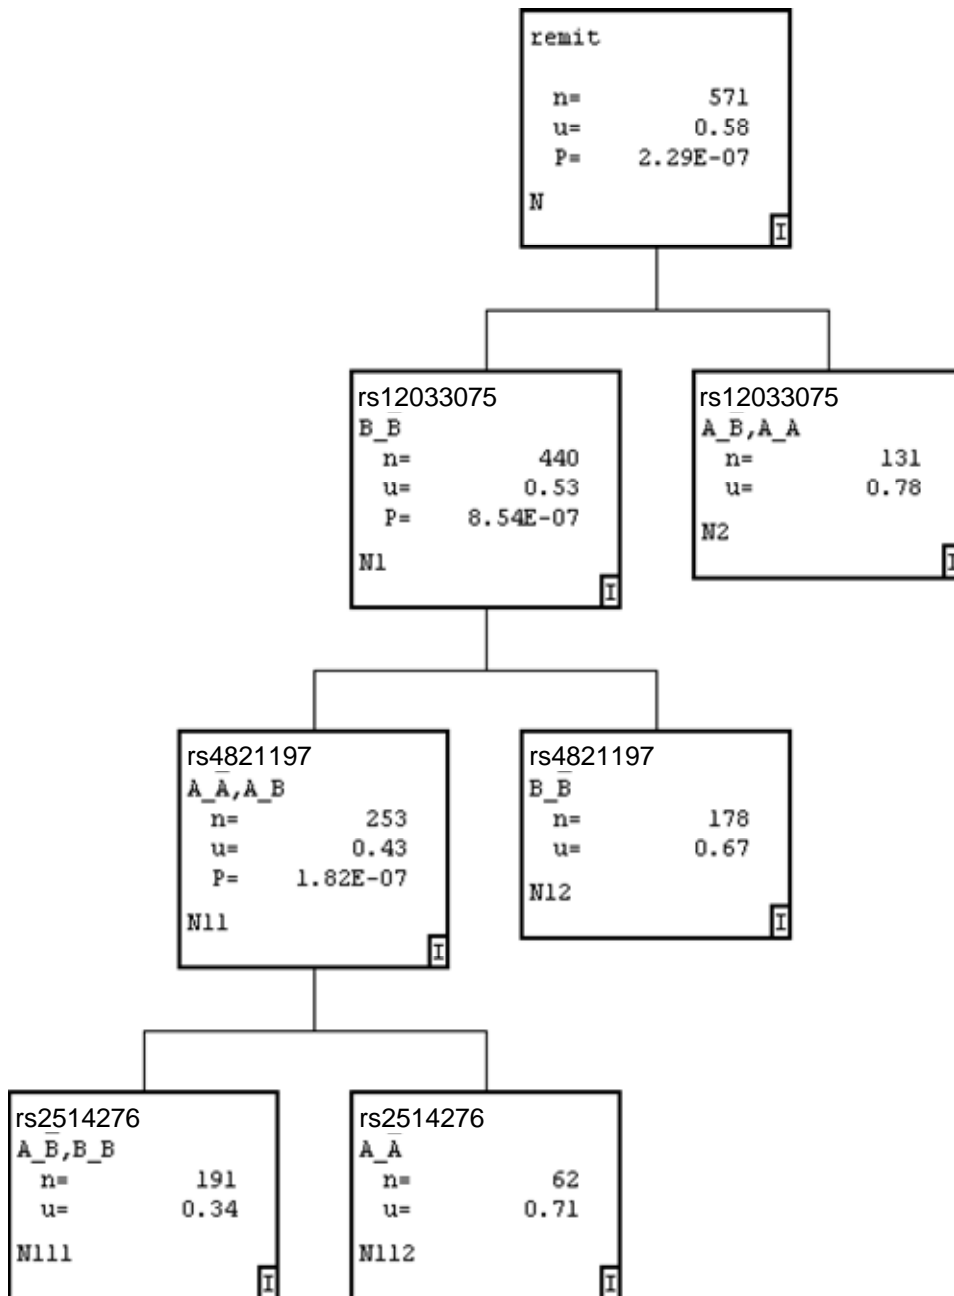 remit
n= 571
u= 0.58
P= 2.29E-07
N
I
rs12033075
B_B
n= 440
u= 0.53
P= 8.54E-07
N1
I
rs12033075
A_B,A_A
n= 131
u= 0.78
N2
I
rs4821197
A_A,A_B
n= 253
u= 0.43
P= 1.82E-07
N11
I
rs4821197
B_B
n= 178
u= 0.67
N12
I
rs2514276
A_B,B_B
n= 191
u= 0.34
N111
I
rs2514276
A_A
n= 62
u= 0.71
N112
I